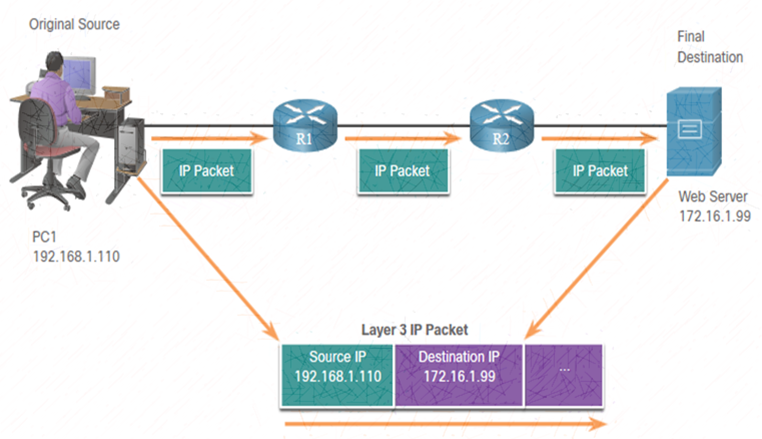 Original Source
Final
Destination
R1
R2
IP Packet
IP Packet
IP Packet
Web Server
172.16.1.99
PC1
192.168.1.110
Layer 3 IP Packet
Source IP
192.168.1.110
Destination IP
172.16.1.99
...